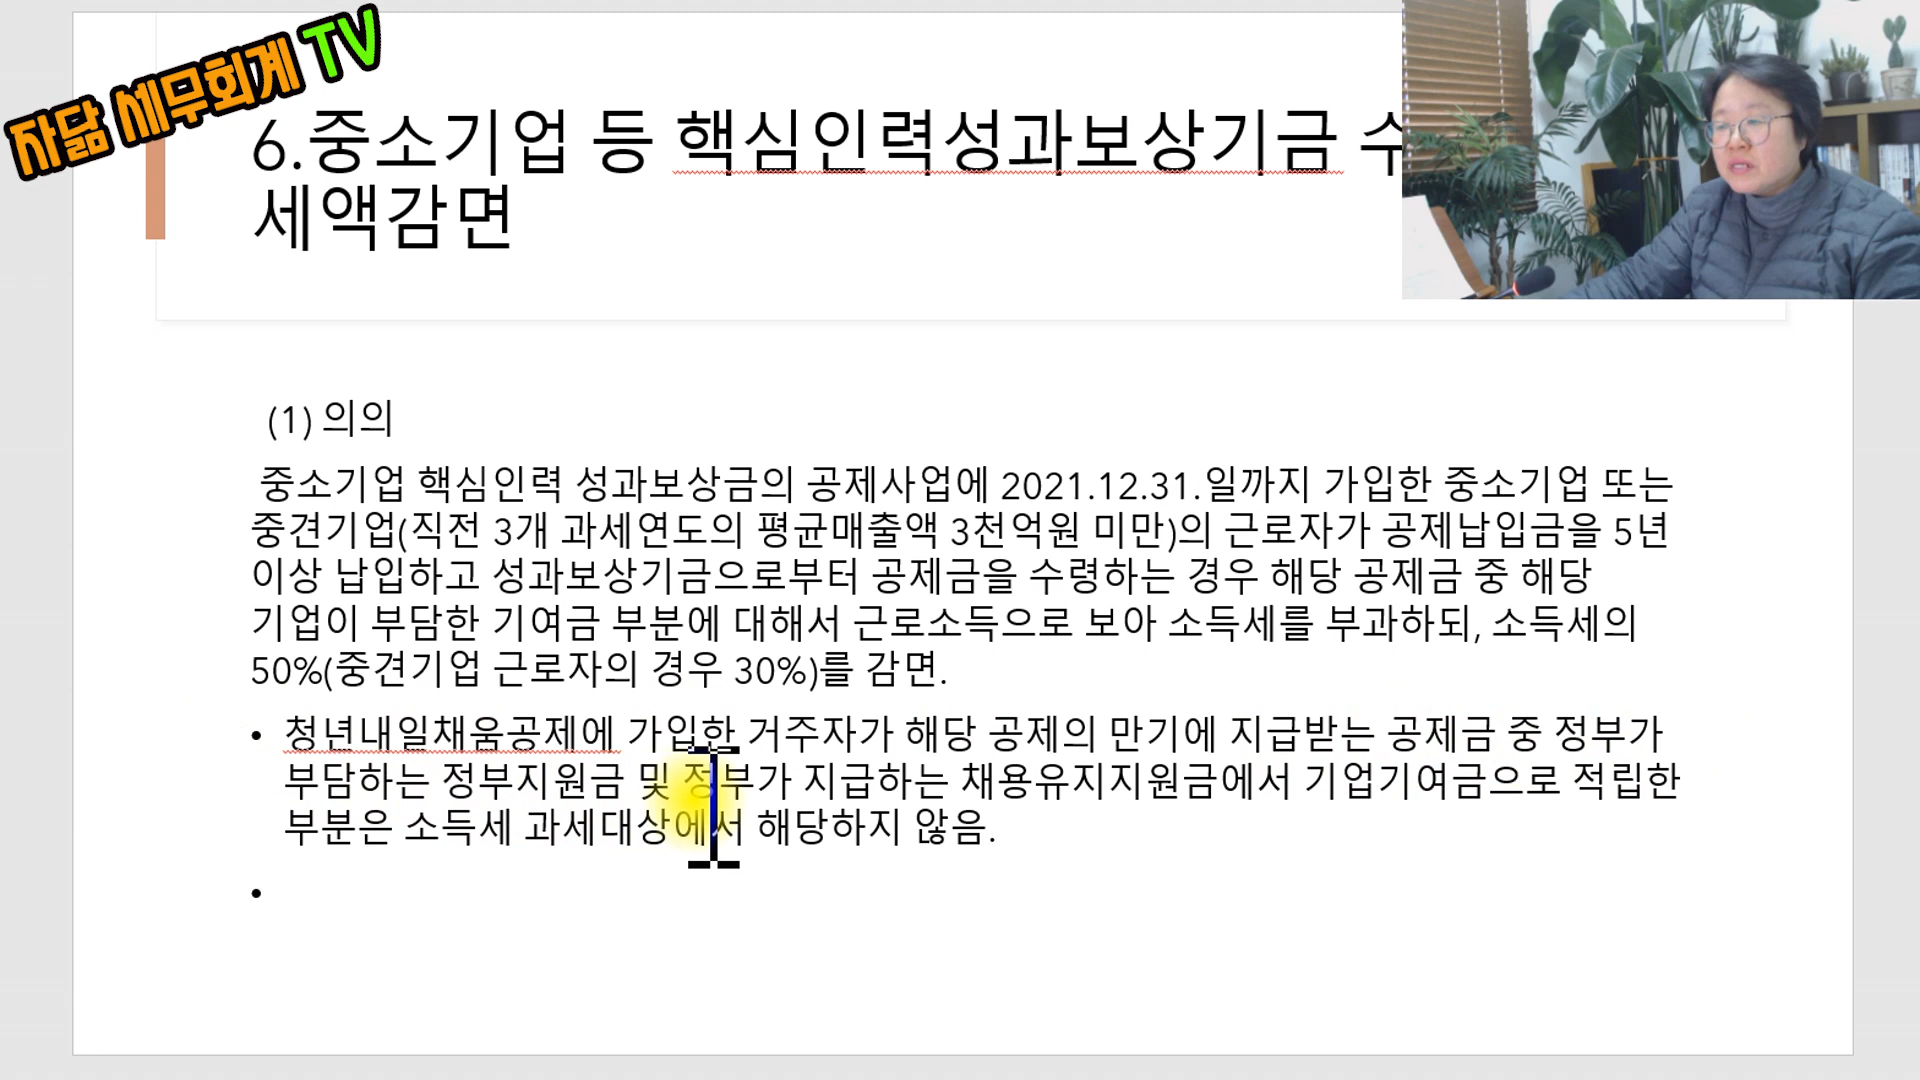 자닮 세무회계 TV
6.중소기업 등 핵심인력성과보상기금 수
세액감면
(1) 의의
중소기업 핵심인력 성과보상금의 공제사업에 2021.12.31.일까지 가입한 중소기업 또는
중견기업(직전 3개 과세연도의 평균매출액 3천억원 미만)의 근로자가 공제납입금을 5년
이상 납입하고 성과보상기금으로부터 공제금을 수령하는 경우 해당 공제금 중 해당
기업이 부담한 기여금 부분에 대해서 근로소득으로 보아 소득세를 부과하되, 소득세의
50%(중견기업 근로자의 경우 30%)를 감면.
• 청년내일채움공제에 가입한 거주자가 해당 공제의 만기에 지급받는 공제금 중 정부가
부담하는 정부지원금 및 정부가 지급하는 채용유지지원금에서 기업기여금으로 적립한
부분은 소득세 과세대상에서 해당하지 않음.
•